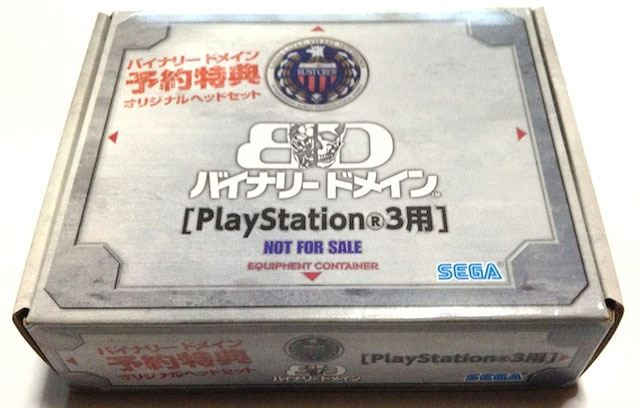 バイナリー ドメイン
予約特典
オリジナルヘッドセット
RUST CREW
BD
バイナリー ドメイン™
[PlayStation®3用]
NOT FOR SALE
EQUIPMENT CONTAINER
SEGA®
バイナリー ドメイン
予約特典
オリジナルヘッドセット
BD
バイナリー ドメイン
[PlayStation®3用]
SEGA